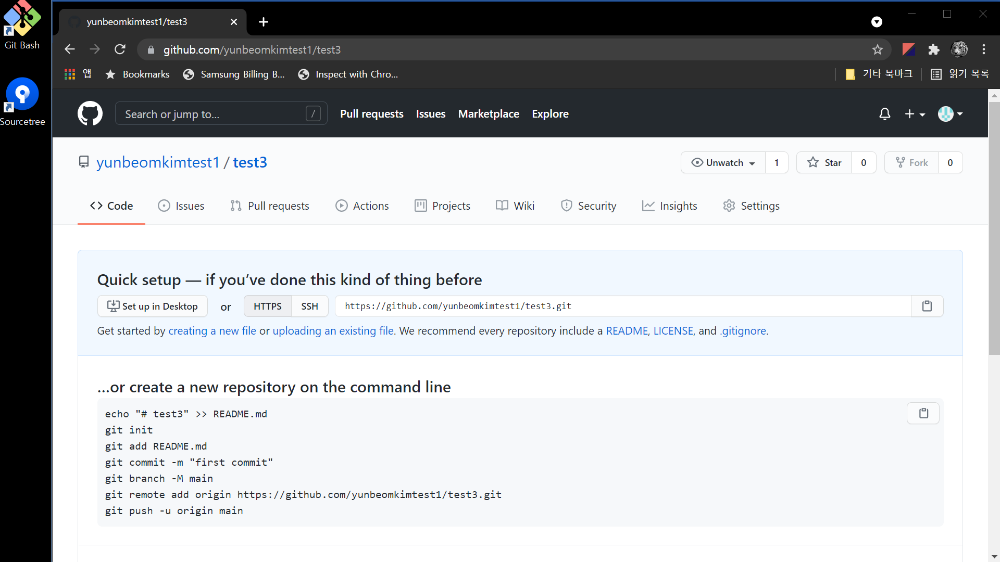 Git Bash
Sourcetree
yunbeomkimtest1/test3
github.com/yunbeomkimtest1/test3
앱 Bookmarks Samsung Billing B... Inspect with Chro... 기타 북마크 읽기 목록
Search or jump to... / Pull requests Issues Marketplace Explore
yunbeomkimtest1 / test3 Unwatch 1 Star 0 Fork 0
Code Issues Pull requests Actions Projects Wiki Security Insights Settings
Quick setup — if you’ve done this kind of thing before
Set up in Desktop or HTTPS SSH https://github.com/yunbeomkimtest1/test3.git
Get started by creating a new file or uploading an existing file. We recommend every repository include a README, LICENSE, and .gitignore.
…or create a new repository on the command line
echo "# test3" >> README.md
git init
git add README.md
git commit -m "first commit"
git branch -M main
git remote add origin https://github.com/yunbeomkimtest1/test3.git
git push -u origin main